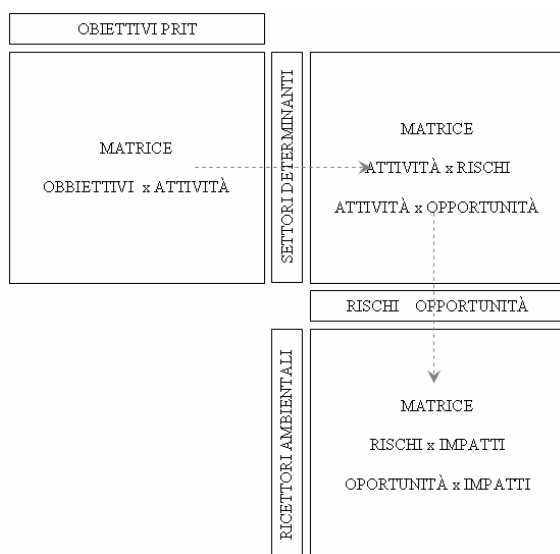 OBIETTIVI PRIT
MATRICE
OBBIETTIVI x ATTIVITÀ
SETTORI DETERMINANTI
MATRICE
ATTIVITÀ x RISCHI
ATTIVITÀ x OPPORTUNITÀ
RISCHI OPPORTUNITÀ
RICETTORI AMBIENTALI
MATRICE
RISCHI x IMPATTI
OPORTUNITÀ x IMPATTI